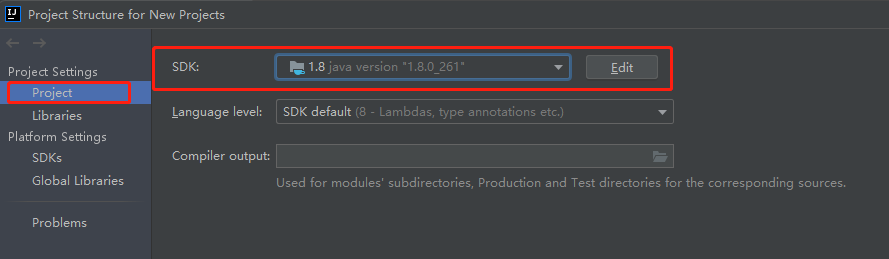 IJ
Project Structure for New Projects
Project Settings
Project
Libraries
Platform Settings
SDKs
Global Libraries
Problems
SDK: 1.8 java version "1.8.0_261" Edit
Language level: SDK default (8 - Lambdas, type annotations etc.)
Compiler output:
Used for modules' subdirectories, Production and Test directories for the corresponding sources.